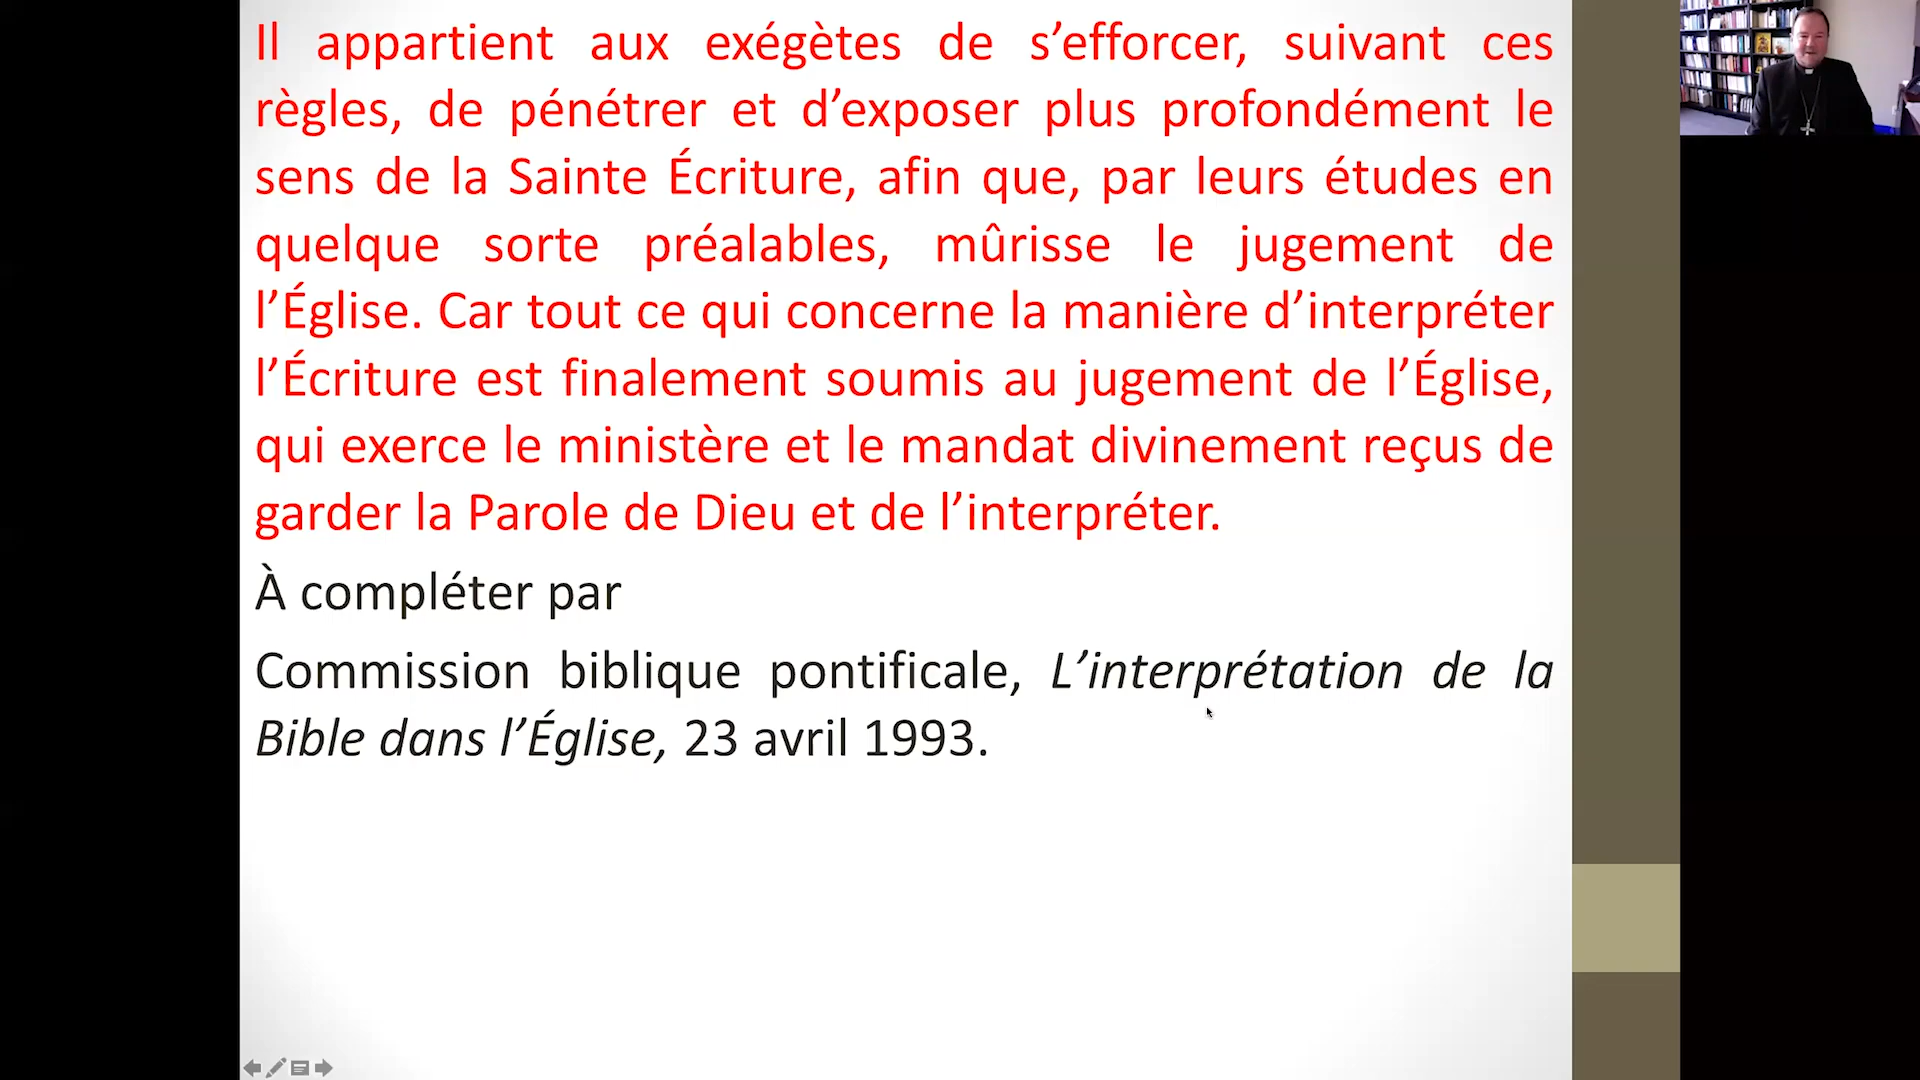 Il appartient aux exégètes de s’efforcer, suivant ces
règles, de pénétrer et d’exposer plus profondément le
sens de la Sainte Écriture, afin que, par leurs études en
quelque sorte préalables, mûrisse le jugement de
l’Église. Car tout ce qui concerne la manière d’interpréter
l’Écriture est finalement soumis au jugement de l’Église,
qui exerce le ministère et le mandat divinement reçus de
garder la Parole de Dieu et de l’interpréter.
À compléter par
Commission biblique pontificale, L’interprétation de la
Bible dans l’Église, 23 avril 1993.